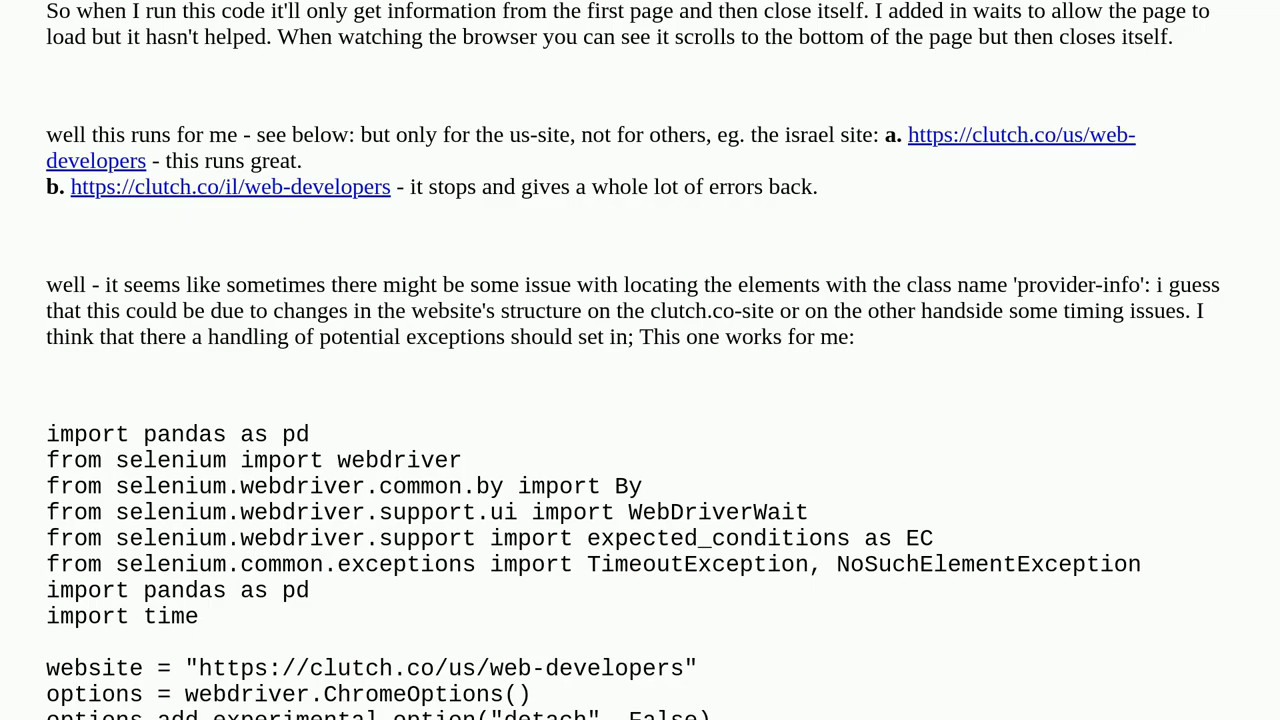 So when I run this code it'll only get information from the first page and then close itself. I added in waits to allow the page to
load but it hasn't helped. When watching the browser you can see it scrolls to the bottom of the page but then closes itself.
well this runs for me - see below: but only for the us-site, not for others, eg. the israel site: a. https://clutch.co/us/web-
developers - this runs great.
b. https://clutch.co/il/web-developers - it stops and gives a whole lot of errors back.
well - it seems like sometimes there might be some issue with locating the elements with the class name 'provider-info': i guess
that this could be due to changes in the website's structure on the clutch.co-site or on the other handside some timing issues. I
think that there a handling of potential exceptions should set in; This one works for me:
import pandas as pd
from selenium import webdriver
from selenium.webdriver.common.by import By
from selenium.webdriver.support.ui import WebDriverWait
from selenium.webdriver.support import expected_conditions as EC
from selenium.common.exceptions import TimeoutException, NoSuchElementException
import pandas as pd
import time
website = "https://clutch.co/us/web-developers"
options = webdriver.ChromeOptions()
options.add_experimental_option("detach", False)